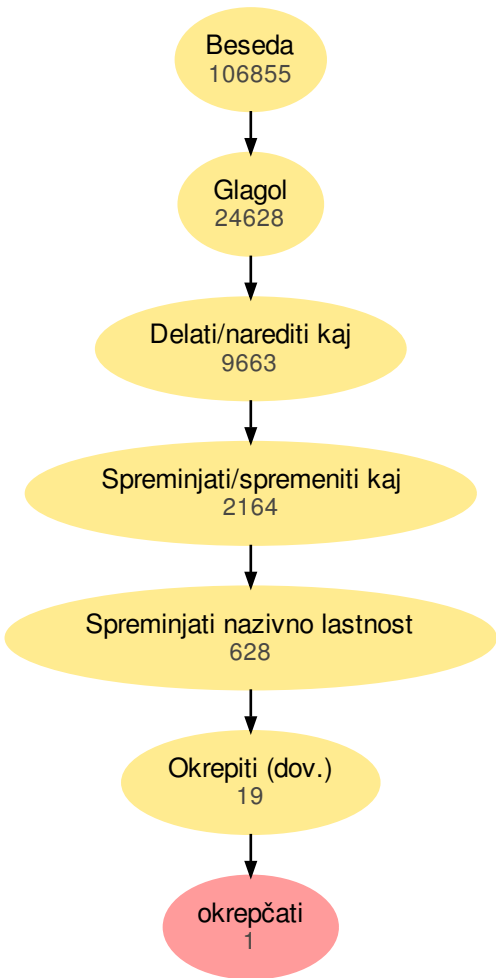 Beseda
106855
Glagol
24628
Delati/narediti kaj
9663
Spreminjati/spremeniti kaj
2164
Spreminjati nazivno lastnost
628
Okrepiti (dov.)
19
okrepčati
1